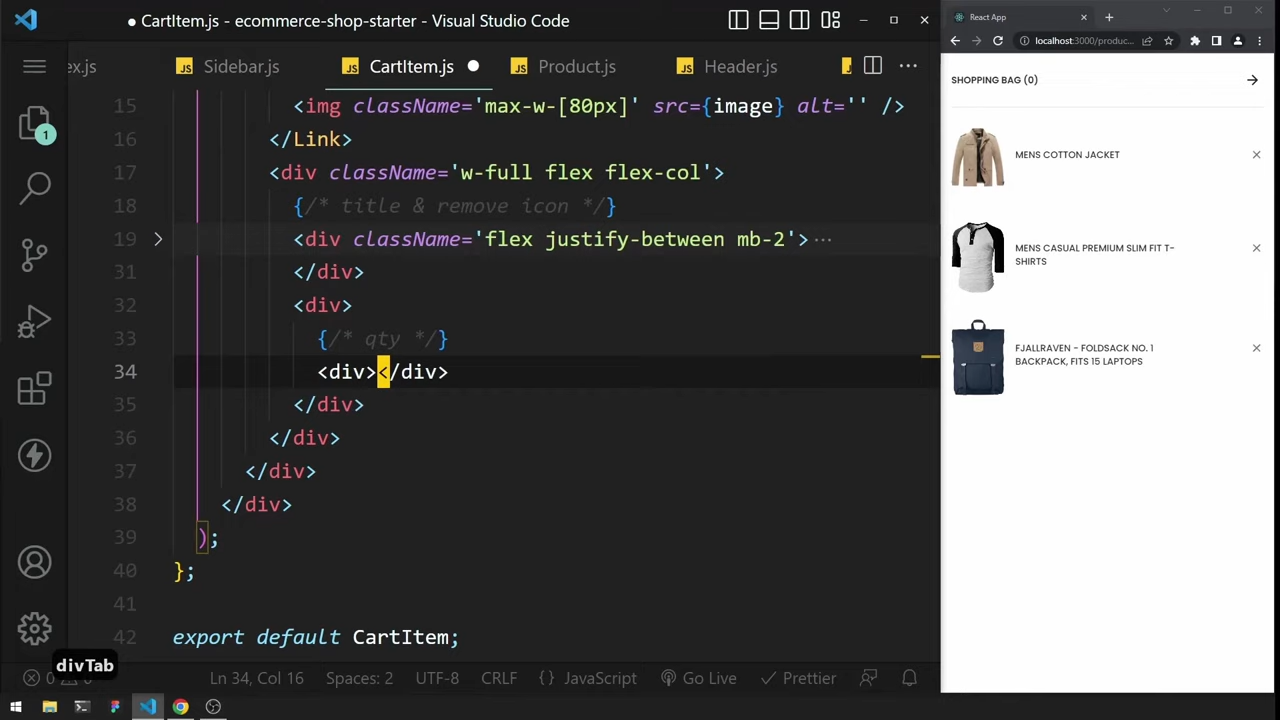 CartItem.js - ecommerce-shop-starter - Visual Studio Code
ex.js
Sidebar.js
CartItem.js
Product.js
Header.js
15 <img className='max-w-[80px]' src={image} alt='' />
16 </Link>
17 <div className='w-full flex flex-col'>
18 {/* title & remove icon */}
19 <div className='flex justify-between mb-2'>···
31 </div>
32 <div>
33 {/* qty */}
34 <div></div>
35 </div>
36 </div>
37 </div>
38 </div>
39 );
40 };
41
42 export default CartItem;
1
divTab
0
Ln 34, Col 16
Spaces: 2
UTF-8
CRLF
{} JavaScript
Go Live
Prettier
React App
localhost:3000/produc...
SHOPPING BAG (0)
MENS COTTON JACKET
MENS CASUAL PREMIUM SLIM FIT T-
SHIRTS
FJALLRAVEN - FOLDSACK NO. 1
BACKPACK, FITS 15 LAPTOPS